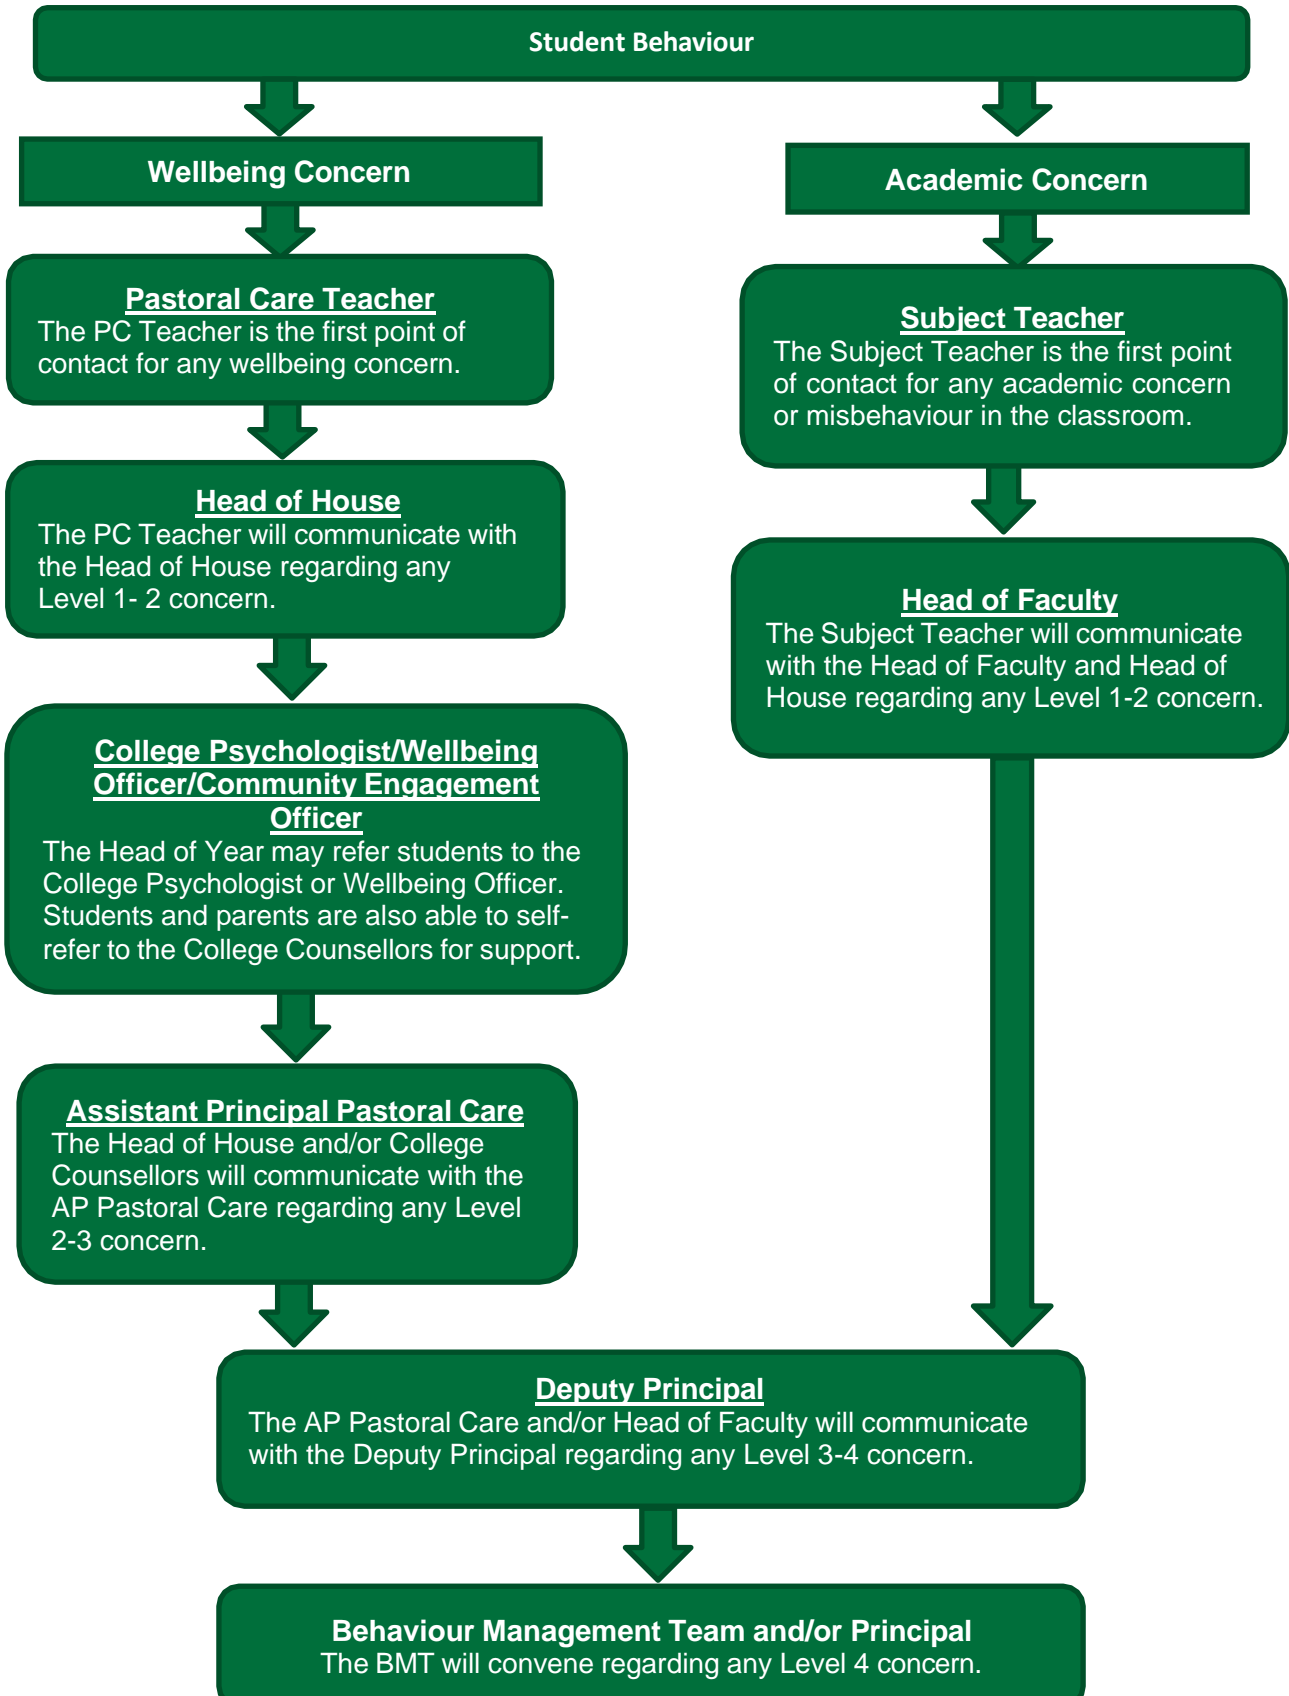 Student Behaviour
Wellbeing Concern
Academic Concern
Pastoral Care Teacher
The PC Teacher is the first point of
contact for any wellbeing concern.
Subject Teacher
The Subject Teacher is the first point
of contact for any academic concern
or misbehaviour in the classroom.
Head of House
The PC Teacher will communicate with
the Head of House regarding any
Level 1- 2 concern.
Head of Faculty
The Subject Teacher will communicate
with the Head of Faculty and Head of
House regarding any Level 1-2 concern.
College Psychologist/Wellbeing
Officer/Community Engagement
Officer
The Head of Year may refer students to the
College Psychologist or Wellbeing Officer.
Students and parents are also able to self-
refer to the College Counsellors for support.
Assistant Principal Pastoral Care
The Head of House and/or College
Counsellors will communicate with the
AP Pastoral Care regarding any Level
2-3 concern.
Deputy Principal
The AP Pastoral Care and/or Head of Faculty will communicate
with the Deputy Principal regarding any Level 3-4 concern.
Behaviour Management Team and/or Principal
The BMT will convene regarding any Level 4 concern.